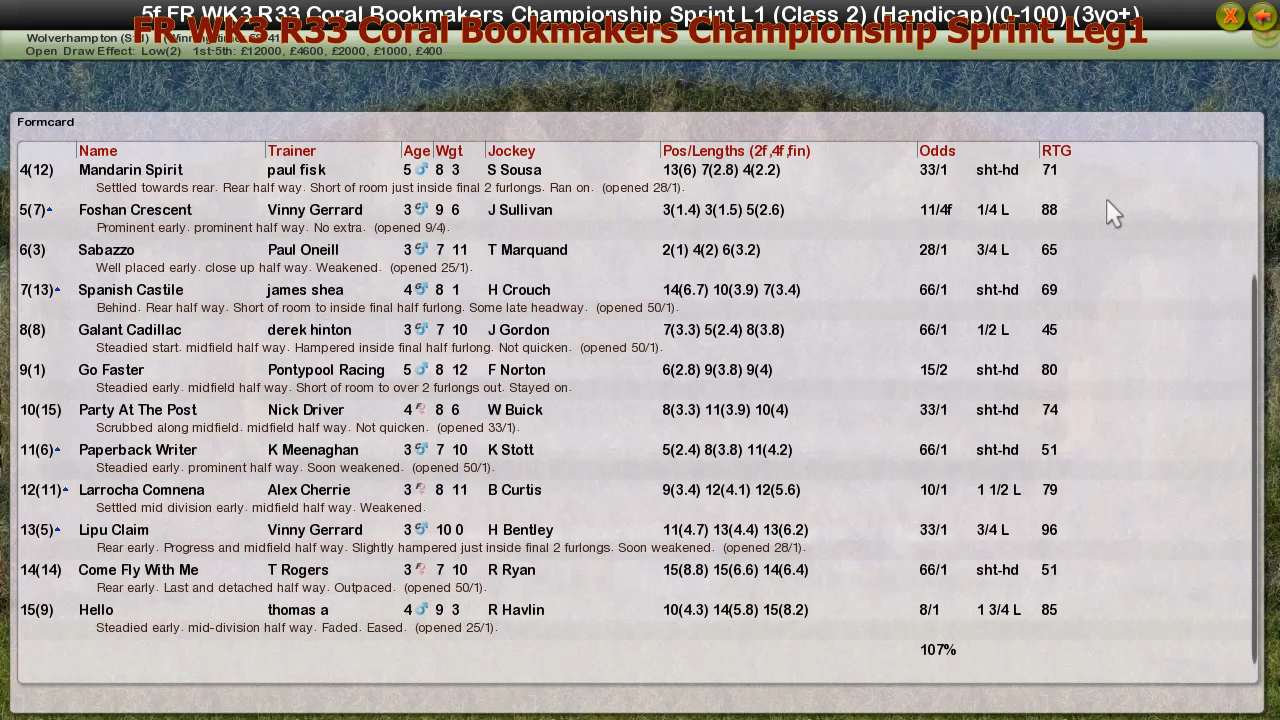 5f FR WK3 R33 Coral Bookmakers Championship Sprint L1 (Class 2) (Handicap)(0-100) (3yo+)
FR WK3 R33 Coral Bookmakers Championship Sprint Leg1
Wolverhampton
Open Draw Effect: Low(2) 1st-5th: £12000, £4600, £2000, £1000, £400
Formcard
Name Trainer Age Wgt Jockey Pos/Lengths (2f,4f,fin) Odds RTG
4(12) Mandarin Spirit paul fisk 5 8 3 S Sousa 13(6) 7(2.8) 4(2.2) 33/1 sht-hd 71
Settled towards rear. Rear half way. Short of room just inside final 2 furlongs. Ran on. (opened 28/1).
5(7) Foshan Crescent Vinny Gerrard 3 9 6 J Sullivan 3(1.4) 3(1.5) 5(2.6) 11/4f 1/4 L 88
Prominent early. prominent half way. No extra. (opened 9/4).
6(3) Sabazzo Paul Oneill 3 7 11 T Marquand 2(1) 4(2) 6(3.2) 28/1 3/4 L 65
Well placed early. close up half way. Weakened. (opened 25/1).
7(13) Spanish Castile james shea 4 8 1 H Crouch 14(6.7) 10(3.9) 7(3.4) 66/1 sht-hd 69
Behind. Rear half way. Short of room to inside final half furlong. Some late headway. (opened 50/1).
8(8) Galant Cadillac derek hinton 3 7 10 J Gordon 7(3.3) 5(2.4) 8(3.8) 66/1 1/2 L 45
Steadied start. midfield half way. Hampered inside final half furlong. Not quicken. (opened 50/1).
9(1) Go Faster Pontypool Racing 5 8 12 F Norton 6(2.8) 9(3.8) 9(4) 15/2 sht-hd 80
Steadied early. midfield half way. Short of room to over 2 furlongs out. Stayed on.
10(15) Party At The Post Nick Driver 4 8 6 W Buick 8(3.3) 11(3.9) 10(4) 33/1 sht-hd 74
Scrubbed along midfield. midfield half way. Not quicken. (opened 33/1).
11(6) Paperback Writer K Meenaghan 3 7 10 K Stott 5(2.4) 8(3.8) 11(4.2) 66/1 sht-hd 51
Steadied early. prominent half way. Soon weakened. (opened 50/1).
12(11) Larrocha Comnena Alex Cherrie 3 8 11 B Curtis 9(3.4) 12(4.1) 12(5.6) 10/1 1 1/2 L 79
Settled mid division early. midfield half way. Weakened.
13(5) Lipu Claim Vinny Gerrard 3 10 0 H Bentley 11(4.7) 13(4.4) 13(6.2) 33/1 3/4 L 96
Rear early. Progress and midfield half way. Slightly hampered just inside final 2 furlongs. Soon weakened. (opened 28/1).
14(14) Come Fly With Me T Rogers 3 7 10 R Ryan 15(8.8) 15(6.6) 14(6.4) 66/1 sht-hd 51
Rear early. Last and detached half way. Outpaced. (opened 50/1).
15(9) Hello thomas a 4 9 3 R Havlin 10(4.3) 14(5.8) 15(8.2) 8/1 1 3/4 L 85
Steadied early. mid-division half way. Faded. Eased. (opened 25/1).
107%